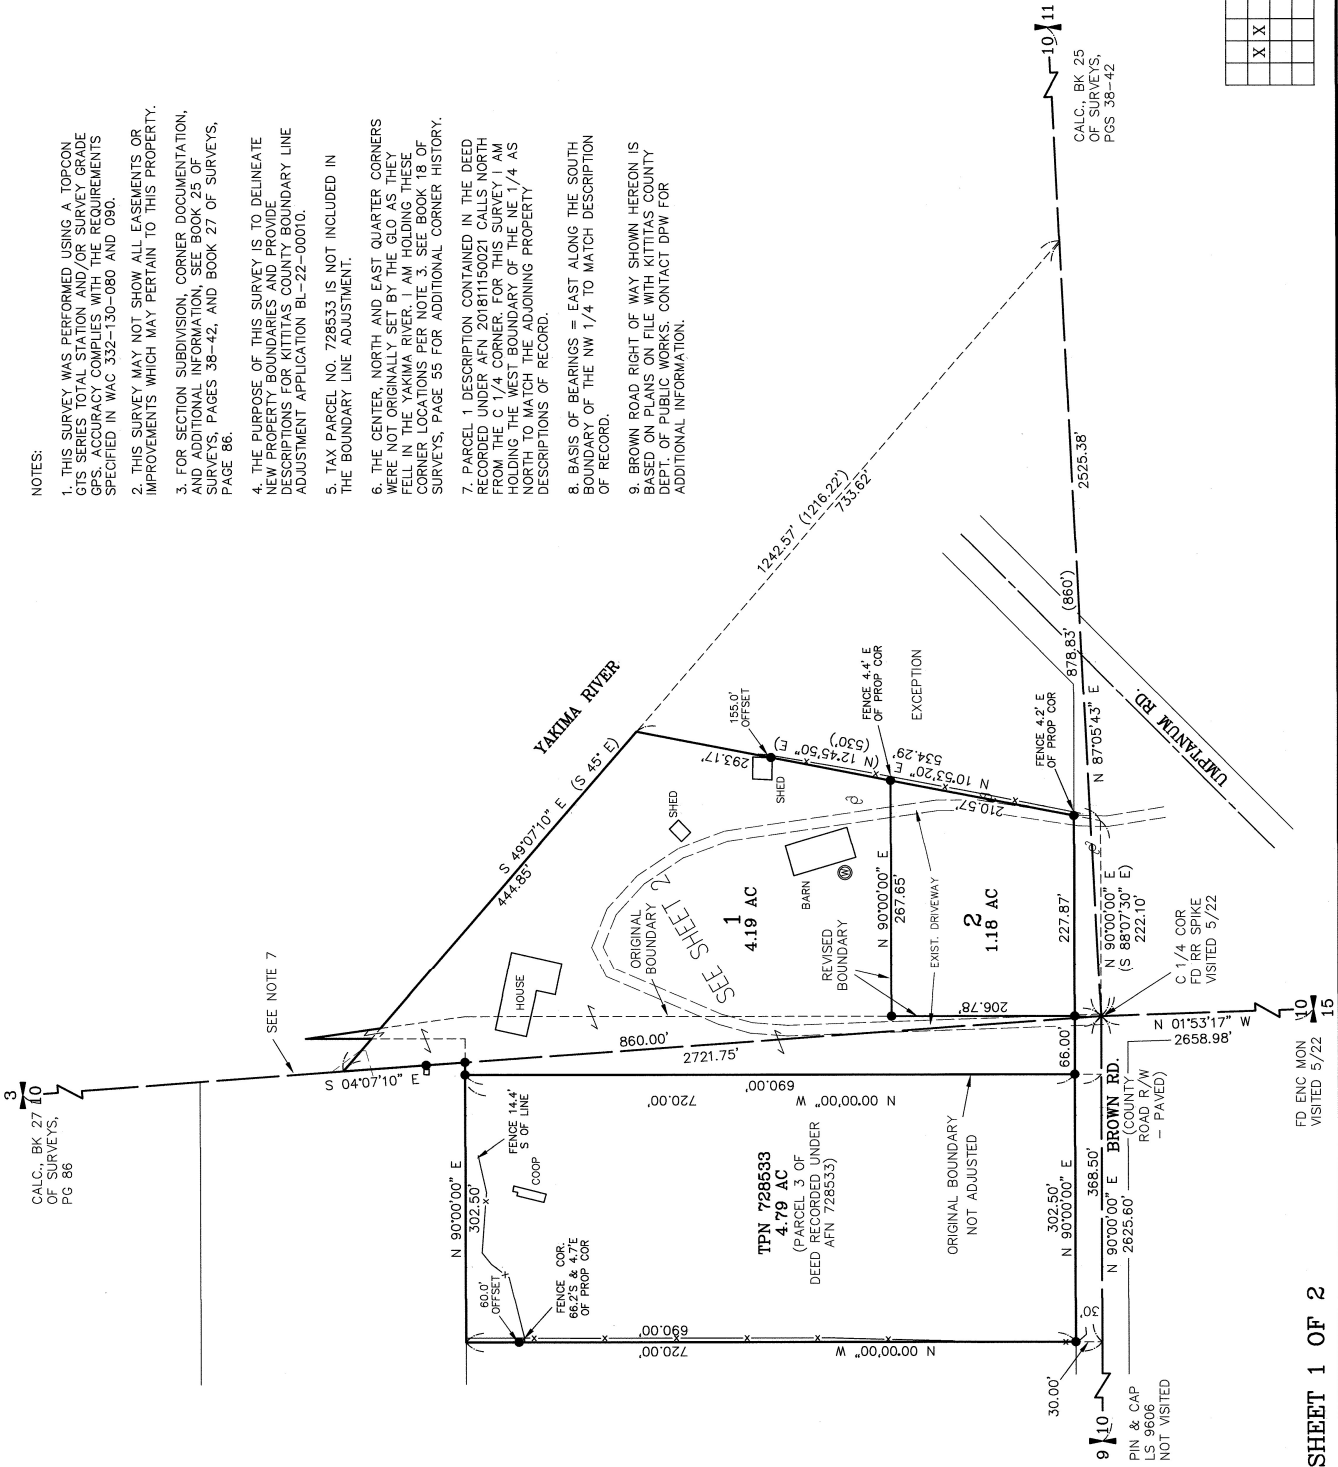 NOTES:
1. THIS SURVEY WAS PERFORMED USING A TOPCON
GTS SERIES TOTAL STATION AND/OR SURVEY GRADE
GPS. ACCURACY COMPLIES WITH THE REQUIREMENTS
SPECIFIED IN WAC 332-130-080 AND 090.
2. THIS SURVEY MAY NOT SHOW ALL EASEMENTS OR
IMPROVEMENTS WHICH MAY PERTAIN TO THIS PROPERTY.
3. FOR SECTION SUBDIVISION, CORNER DOCUMENTATION,
AND ADDITIONAL INFORMATION, SEE BOOK 25 OF
SURVEYS, PAGES 38-42, AND BOOK 27 OF SURVEYS,
PAGE 86.
4. THE PURPOSE OF THIS SURVEY IS TO DELINEATE
NEW PROPERTY BOUNDARIES AND PROVIDE
DESCRIPTIONS FOR KITTITAS COUNTY BOUNDARY LINE
ADJUSTMENT APPLICATION BL-22-00010.
5. TAX PARCEL NO. 728533 IS NOT INCLUDED IN
THE BOUNDARY LINE ADJUSTMENT.
6. THE CENTER, NORTH AND EAST QUARTER CORNERS
WERE NOT ORIGINALLY SET BY THE GLO AS THEY
FELL IN THE YAKIMA RIVER. I AM HOLDING THESE
CORNER LOCATIONS PER NOTE 3. SEE BOOK 18 OF
SURVEYS, PAGE 55 FOR ADDITIONAL CORNER HISTORY.
7. PARCEL 1 DESCRIPTION CONTAINED IN THE DEED
RECORDED UNDER AFN 201811150021 CALLS NORTH
FROM THE C 1/4 CORNER. FOR THIS SURVEY I AM
HOLDING THE WEST BOUNDARY OF THE NE 1/4 AS
NORTH TO MATCH THE ADJOINING PROPERTY
DESCRIPTIONS OF RECORD.
8. BASIS OF BEARINGS = EAST ALONG THE SOUTH
BOUNDARY OF THE NW 1/4 TO MATCH DESCRIPTION
OF RECORD.
9. BROWN ROAD RIGHT OF WAY SHOWN HEREON IS
BASED ON PLANS ON FILE WITH KITTITAS COUNTY
DEPT. OF PUBLIC WORKS. CONTACT DPW FOR
ADDITIONAL INFORMATION.
3
10
CALC., BK 27
OF SURVEYS,
PG 86
SEE NOTE 7
S 04°07'10" E
YAKIMA RIVER
S 49°07'10" E (S 45° E)
444.85'
1242.57' (1216.22')
733.62'
HOUSE
ORIGINAL
BOUNDARY
SEE SHEET 2
SHED
SHED
155.0'
OFFSET
293.17'
1
4.19 AC
BARN
W
860.00'
2721.75'
REVISED
BOUNDARY
N 90°00'00" E
267.65'
FENCE 4.4' E
OF PROP COR
EXCEPTION
(N 12°45'50" E)
(530')
N 10°53'20" E
534.29'
210.57'
EXIST. DRIVEWAY
2
1.18 AC
206.78'
227.87'
FENCE 4.2' E
OF PROP COR
N 90°00'00" E
302.50'
FENCE 14.4'
S OF LINE
COOP
60.0'
OFFSET
FENCE COR.
66.2'S & 4.7'E
OF PROP COR
N 00°00'00" W
720.00'
690.00'
TPN 728533
4.79 AC
(PARCEL 3 OF
DEED RECORDED UNDER
AFN 728533)
ORIGINAL BOUNDARY
NOT ADJUSTED
N 00°00'00" W
720.00'
690.00'
302.50'
N 90°00'00" E
66.00'
368.50'
30.00'
30'
N 90°00'00" E
2625.60'
BROWN RD.
(COUNTY
ROAD R/W
- PAVED)
9
10
PIN & CAP
LS 9606
NOT VISITED
N 90°00'00" E
(S 88°07'30" E)
222.10'
C 1/4 COR
FD RR SPIKE
VISITED 5/22
N 01°53'17" W
2658.98'
10
15
FD ENC MON
VISITED 5/22
N 87°05'43" E
878.83' (860')
2525.38'
UMPTANUM RD.
10
11
CALC., BK 25
OF SURVEYS,
PGS 38-42
X
X
SHEET 1 OF 2